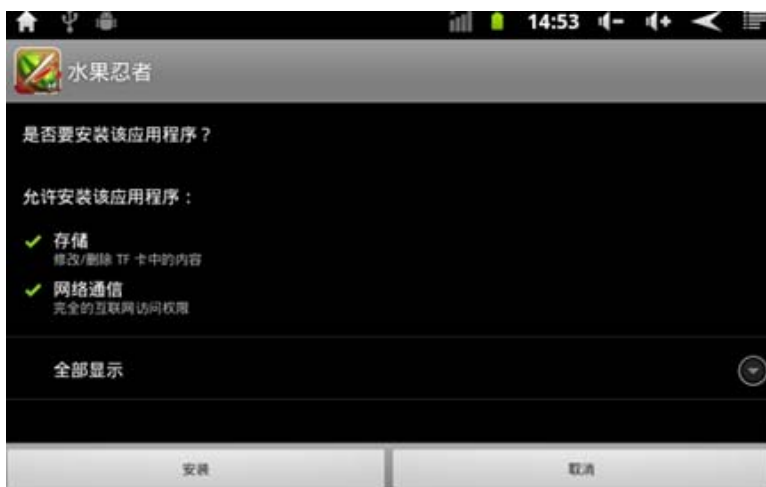 14:53
水果忍者
是否要安装该应用程序？
允许安装该应用程序：
存储
修改/删除 TF 卡中的内容
网络通信
完全的互联网访问权限
全部显示
安装
取消